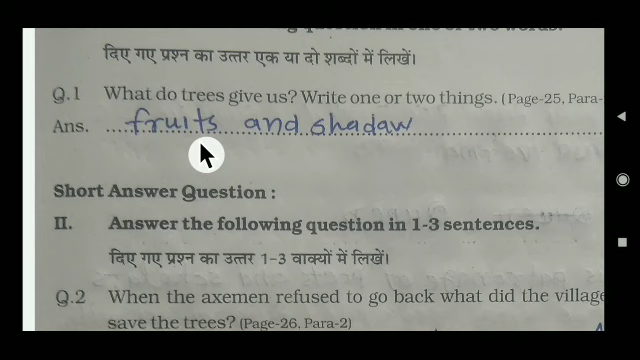 दिए गए प्रश्न का उत्तर एक या दो शब्दों में लिखें।
Q.1 What do trees give us? Write one or two things. (Page-25, Para-
Ans. fruits and shadaw
Short Answer Question :
II. Answer the following question in 1-3 sentences.
दिए गए प्रश्न का उत्तर 1-3 वाक्यों में लिखें।
Q.2 When the axemen refused to go back what did the village
save the trees? (Page-26, Para-2)